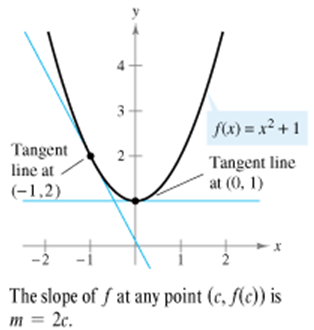 y
4
3
f(x) = x² + 1
Tangent
line at
(−1,2)
2
Tangent line
at (0, 1)
−2
−1
1
2
x
The slope of f at any point (c, f(c)) is
m = 2c.